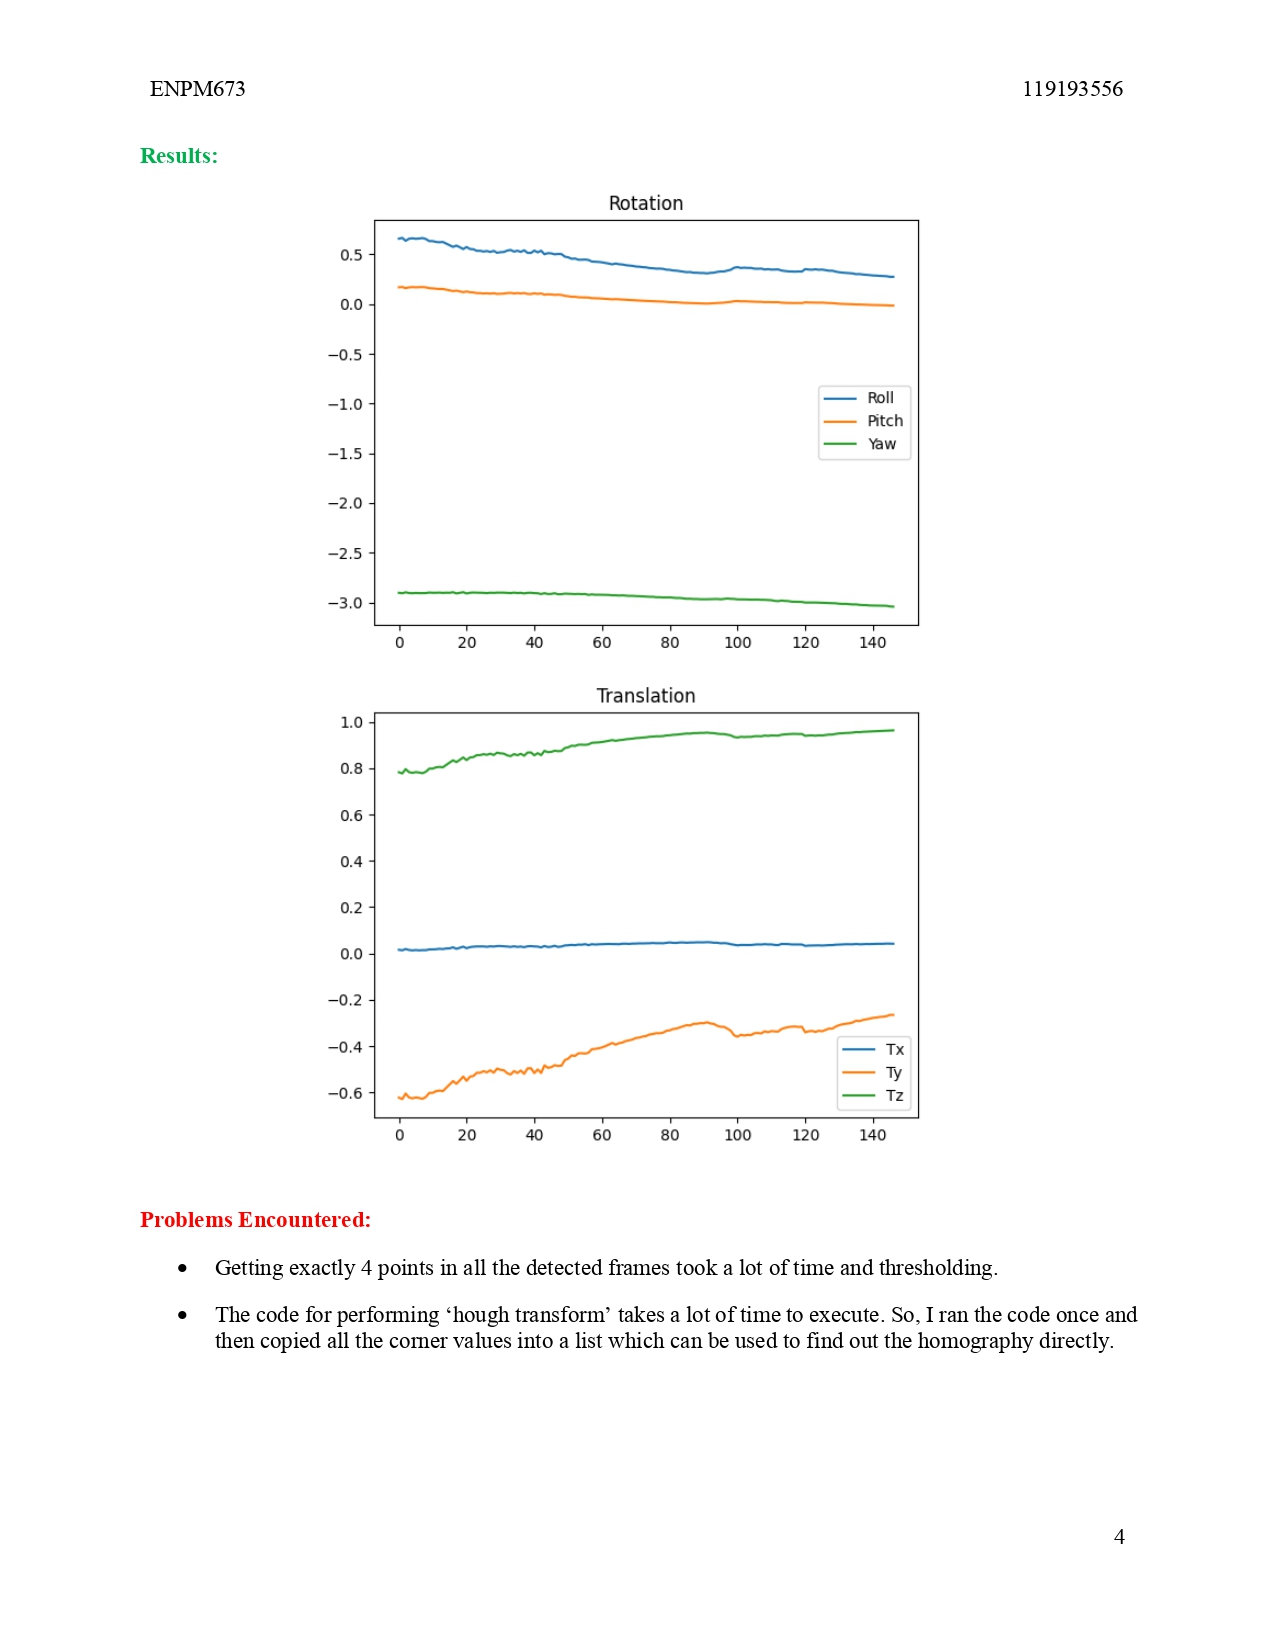 ENPM673 119193556
Results:
Rotation
0.5
0.0
−0.5
−1.0
−1.5
−2.0
−2.5
−3.0
Roll
Pitch
Yaw
0 20 40 60 80 100 120 140
Translation
1.0
0.8
0.6
0.4
0.2
0.0
−0.2
−0.4
−0.6
Tx
Ty
Tz
0 20 40 60 80 100 120 140
Problems Encountered:
• Getting exactly 4 points in all the detected frames took a lot of time and thresholding.
• The code for performing ‘hough transform’ takes a lot of time to execute. So, I ran the code once and
then copied all the corner values into a list which can be used to find out the homography directly.
4